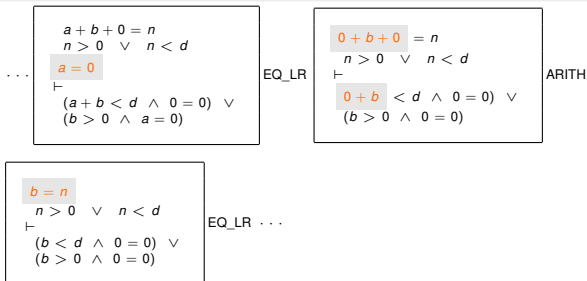 a + b + 0 = n
n > 0 ∨ n < d
a = 0
⊢
(a + b < d ∧ 0 = 0) ∨
(b > 0 ∧ a = 0)
· · ·
EQ_LR
0 + b + 0 = n
n > 0 ∨ n < d
⊢
0 + b < d ∧ 0 = 0) ∨
(b > 0 ∧ 0 = 0)
ARITH
b = n
n > 0 ∨ n < d
⊢
(b < d ∧ 0 = 0) ∨
(b > 0 ∧ 0 = 0)
EQ_LR · · ·